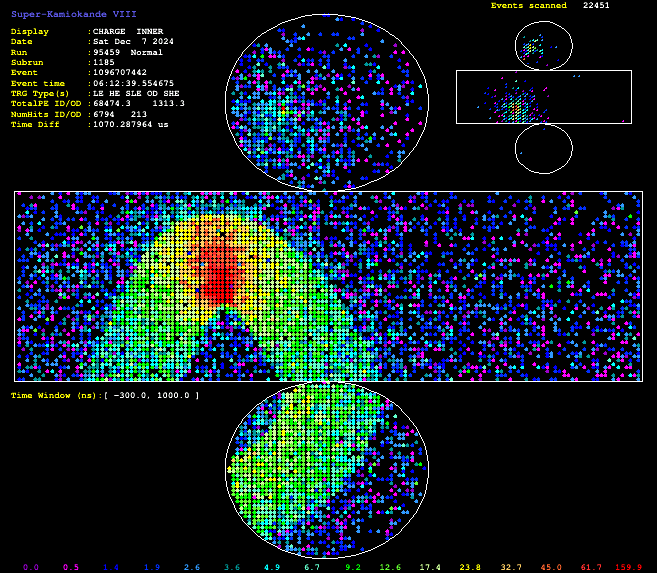 Super-Kamiokande VIII
Events scanned 22451
Display :CHARGE INNER
Date :Sat Dec 7 2024
Run :95459 Normal
Subrun :1185
Event :1096707442
Event time :06:12:39.554675
TRG Type(s) :LE HE SLE OD SRE
TotalPE ID/OD :68474.3 1313.3
NumHits ID/OD :6794 213
Time Diff :1070.287964 us
Time Window (ns):[ -300.0, 1000.0 ]
0.0 0.5 1.2 1.9 2.6 3.6 4.9 6.7 9.2 12.6 17.4 23.8 32.7 45.0 61.7 159.9